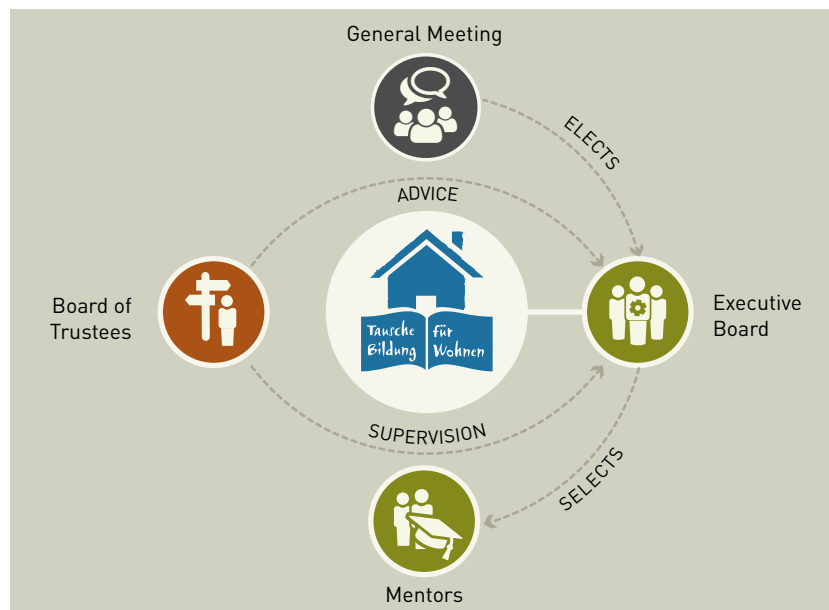 General Meeting
ELECTS
ADVICE
Board of
Trustees
Tausche
Bildung
für
Wohnen
Executive
Board
SUPERVISION
SELECTS
Mentors